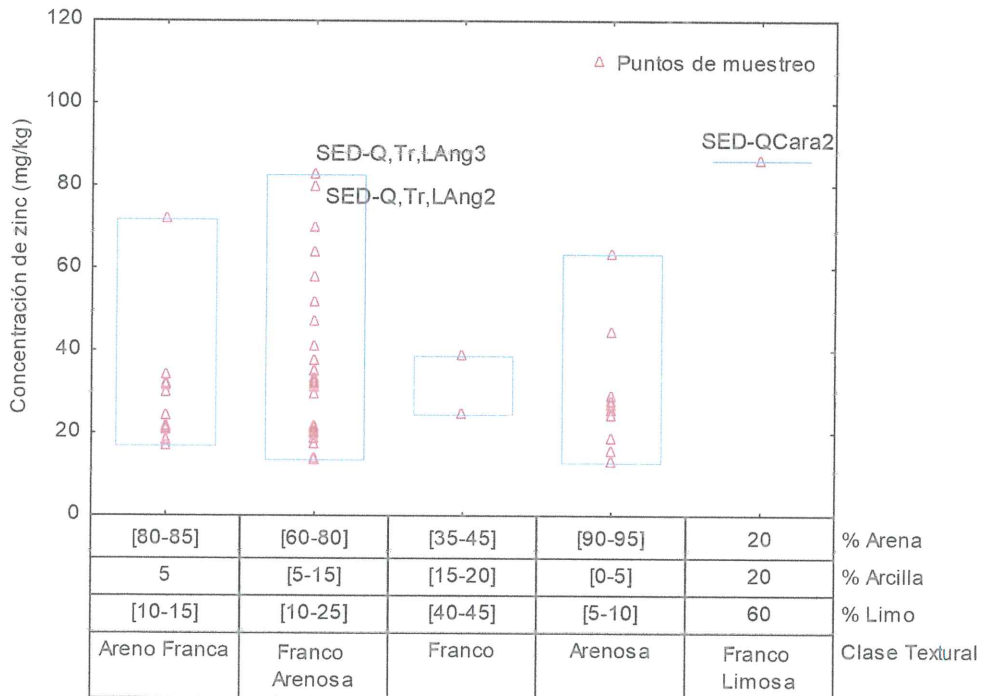 120
100
80
60
40
20
0
Concentración de zinc (mg/kg)
Puntos de muestreo
SED-Q,Tr,LAng3
SED-Q,Tr,LAng2
SED-QCara2
[80-85] [60-80] [35-45] [90-95] 20 % Arena
5 [5-15] [15-20] [0-5] 20 % Arcilla
[10-15] [10-25] [40-45] [5-10] 60 % Limo
Areno Franca Franco Arenosa Franco Arenosa Franco Limosa Clase Textural